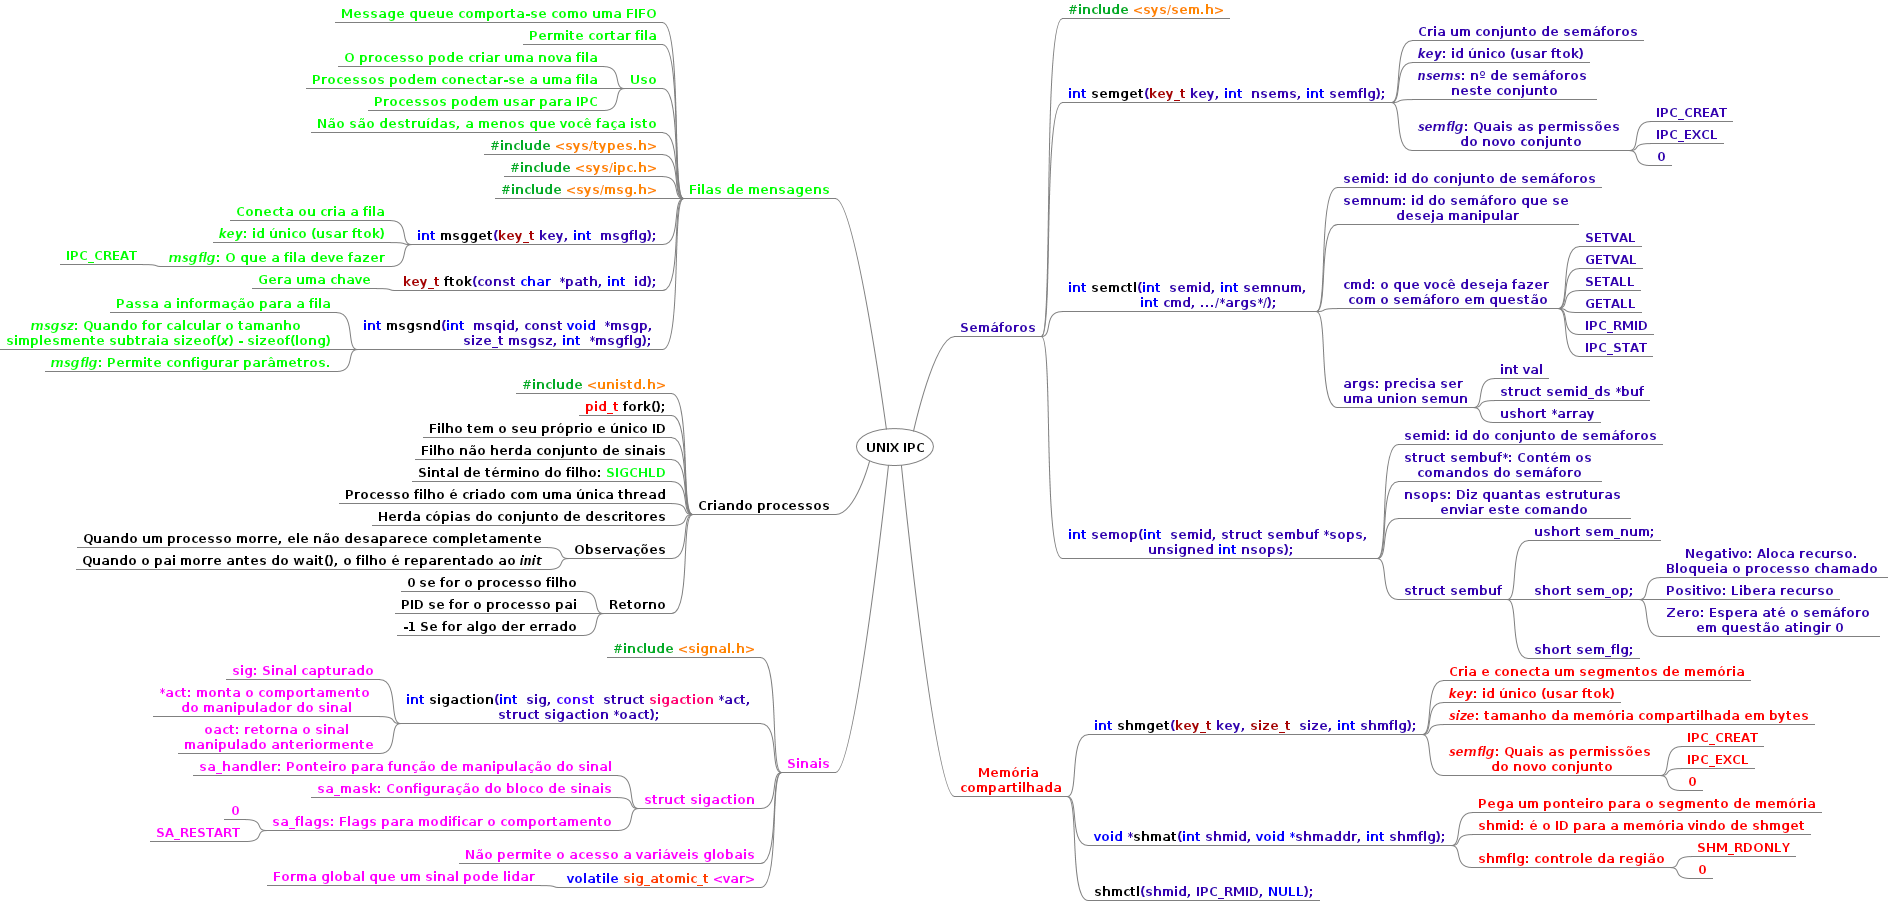 Message queue comporta-se como uma FIFO
Permite cortar fila
O processo pode criar uma nova fila
Processos podem conectar-se a uma fila
Uso
Processos podem usar para IPC
Não são destruídas, a menos que você faça isto
#include <sys/types.h>
#include <sys/ipc.h>
#include <sys/msg.h>
Filas de mensagens
Conecta ou cria a fila
key: id único (usar ftok)
int msgget(key_t key, int msgflg);
IPC_CREAT
msgflg: O que a fila deve fazer
Gera uma chave
key_t ftok(const char *path, int id);
Passa a informação para a fila
msgsz: Quando for calcular o tamanho
simplesmente subtraia sizeof(x) - sizeof(long)
int msgsnd(int msqid, const void *msgp,
size_t msgsz, int *msgflg);
msgflg: Permite configurar parâmetros.
#include <unistd.h>
pid_t fork();
Filho tem o seu próprio e único ID
Filho não herda conjunto de sinais
Sintal de término do filho: SIGCHLD
Processo filho é criado com uma única thread
Criando processos
Herda cópias do conjunto de descritores
Quando um processo morre, ele não desaparece completamente
Observações
Quando o pai morre antes do wait(), o filho é reparentado ao init
0 se for o processo filho
PID se for o processo pai
Retorno
-1 Se for algo der errado
UNIX IPC
#include <signal.h>
sig: Sinal capturado
*act: monta o comportamento
do manipulador do sinal
int sigaction(int sig, const struct sigaction *act,
struct sigaction *oact);
oact: retorna o sinal
manipulado anteriormente
Sinais
sa_handler: Ponteiro para função de manipulação do sinal
sa_mask: Configuração do bloco de sinais
struct sigaction
0
sa_flags: Flags para modificar o comportamento
SA_RESTART
Não permite o acesso a variáveis globais
Forma global que um sinal pode lidar
volatile sig_atomic_t <var>
#include <sys/sem.h>
Cria um conjunto de semáforos
key: id único (usar ftok)
nsems: nº de semáforos
neste conjunto
int semget(key_t key, int nsems, int semflg);
semflg: Quais as permissões
do novo conjunto
IPC_CREAT
IPC_EXCL
0
semid: id do conjunto de semáforos
semnum: id do semáforo que se
deseja manipular
int semctl(int semid, int semnum,
int cmd, .../*args*/);
cmd: o que você deseja fazer
com o semáforo em questão
SETVAL
GETVAL
SETALL
GETALL
IPC_RMID
IPC_STAT
Semáforos
args: precisa ser
uma union semun
int val
struct semid_ds *buf
ushort *array
semid: id do conjunto de semáforos
struct sembuf*: Contém os
comandos do semáforo
nsops: Diz quantas estruturas
enviar este comando
int semop(int semid, struct sembuf *sops,
unsigned int nsops);
struct sembuf
ushort sem_num;
short sem_op;
Negativo: Aloca recurso.
Bloqueia o processo chamado
Positivo: Libera recurso
Zero: Espera até o semáforo
em questão atingir 0
short sem_flg;
Cria e conecta um segmentos de memória
key: id único (usar ftok)
size: tamanho da memória compartilhada em bytes
int shmget(key_t key, size_t size, int shmflg);
semflg: Quais as permissões
do novo conjunto
IPC_CREAT
IPC_EXCL
0
Memória
compartilhada
Pega um ponteiro para o segmento de memória
shmid: é o ID para a memória vindo de shmget
void *shmat(int shmid, void *shmaddr, int shmflg);
shmflg: controle da região
SHM_RDONLY
0
shmctl(shmid, IPC_RMID, NULL);